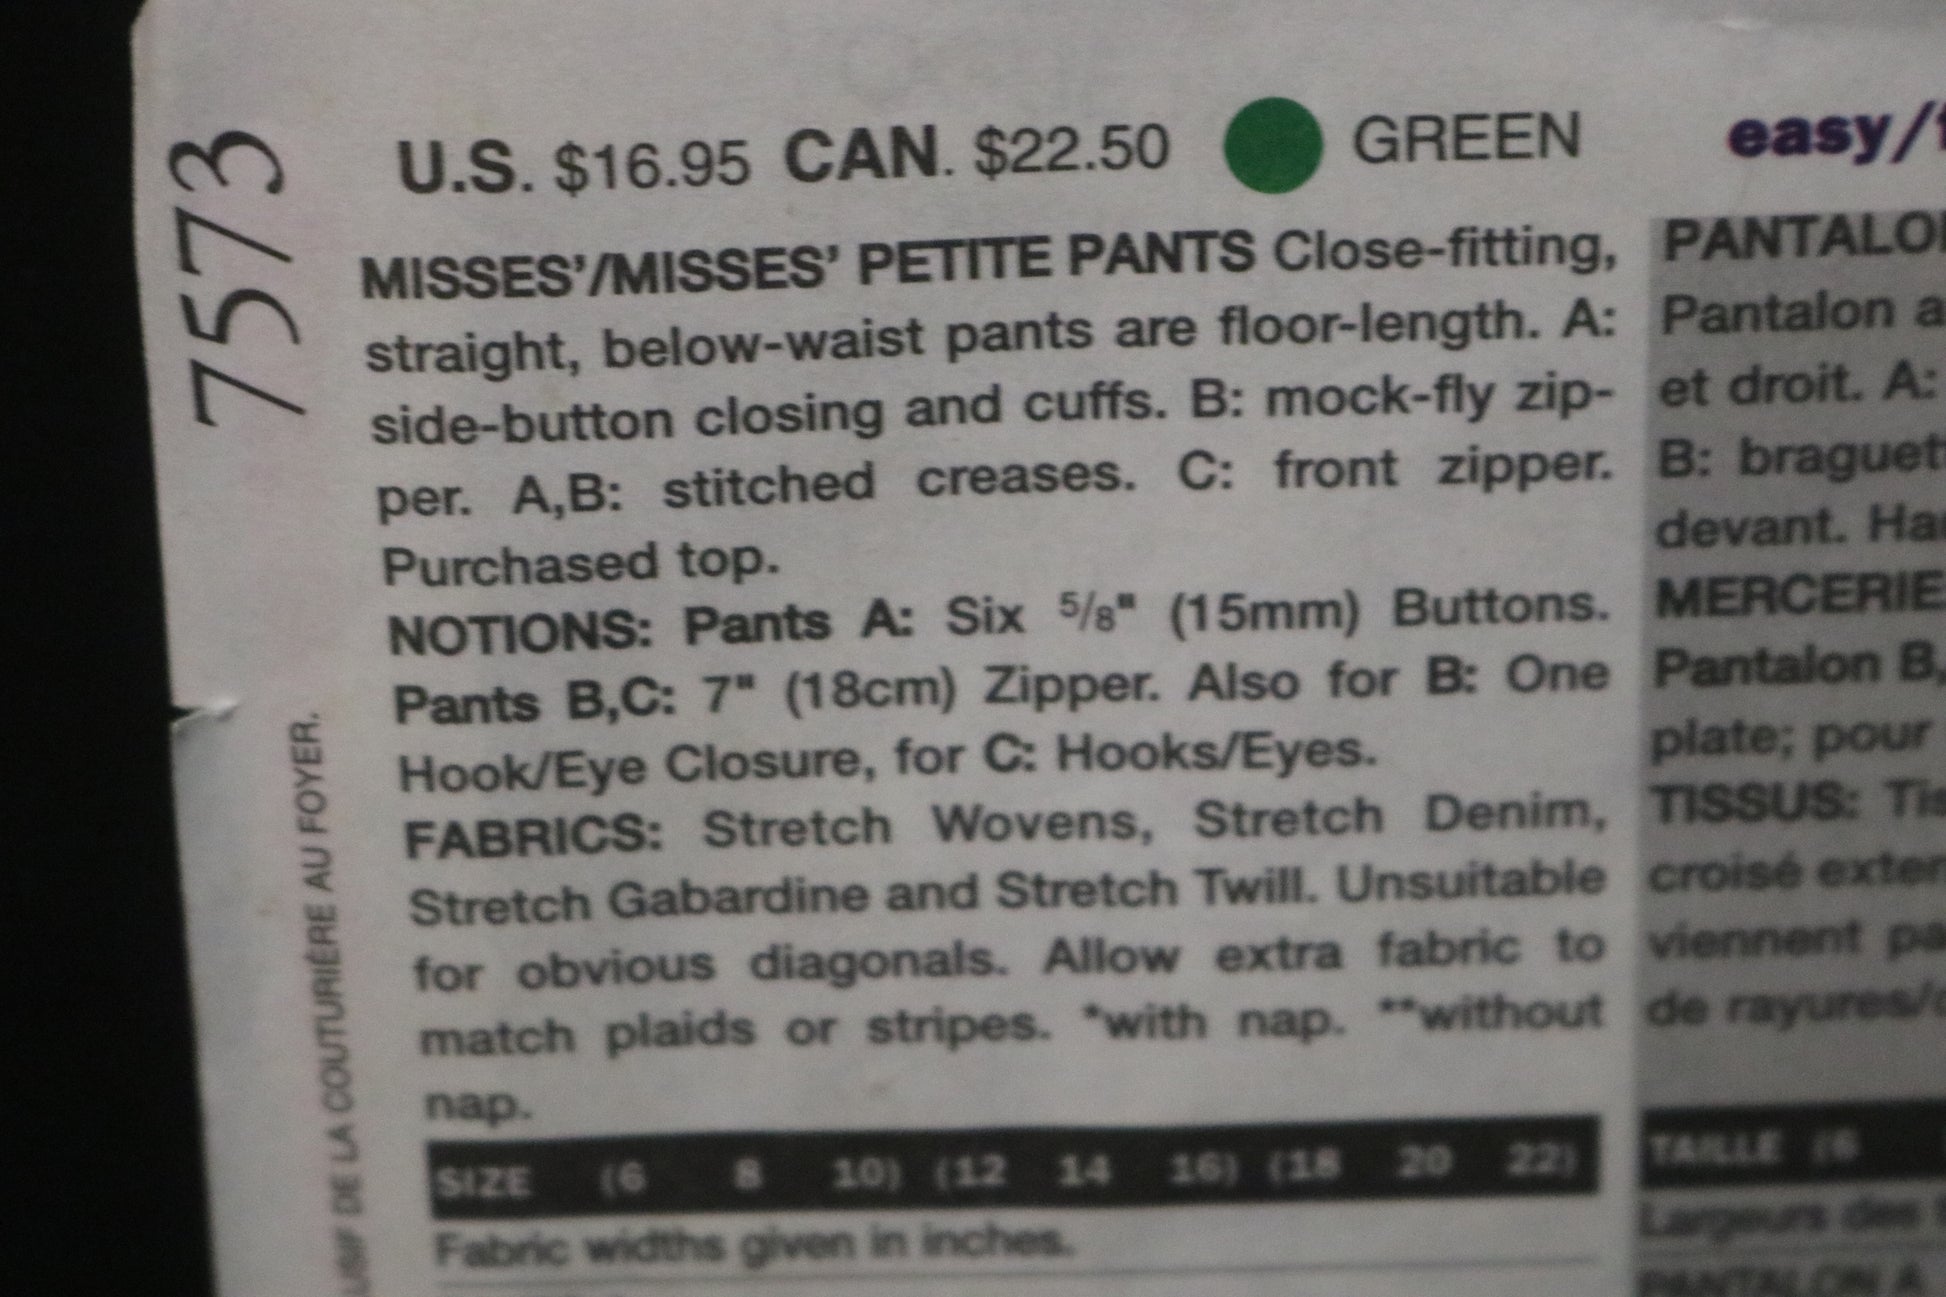 7573
U.S. $16.95 CAN. $22.50 GREEN easy/
MISSES'/MISSES' PETITE PANTS Close-fitting,
straight, below-waist pants are floor-length. A:
side-button closing and cuffs. B: mock-fly zip-
per. A,B: stitched creases. C: front zipper.
Purchased top.
NOTIONS: Pants A: Six 5/8" (15mm) Buttons.
Pants B,C: 7" (18cm) Zipper. Also for B: One
Hook/Eye Closure, for C: Hooks/Eyes.
FABRICS: Stretch Wovens, Stretch Denim,
Stretch Gabardine and Stretch Twill. Unsuitable
for obvious diagonals. Allow extra fabric to
match plaids or stripes. *with nap. **without
nap.
SIZE (6 8 10) (12 14 16) (18 20 22)
Fabric widths given in inches.
Pantalon
et droit. A:
B:
devant.
MERCERIE
Pantalon B,
plate; pour
TISSUS:
croisé
viennent
de rayures/
TAILLE (6
Largeurs des
PANTALON A
DE LA COUTURIÈRE AU FOYER.